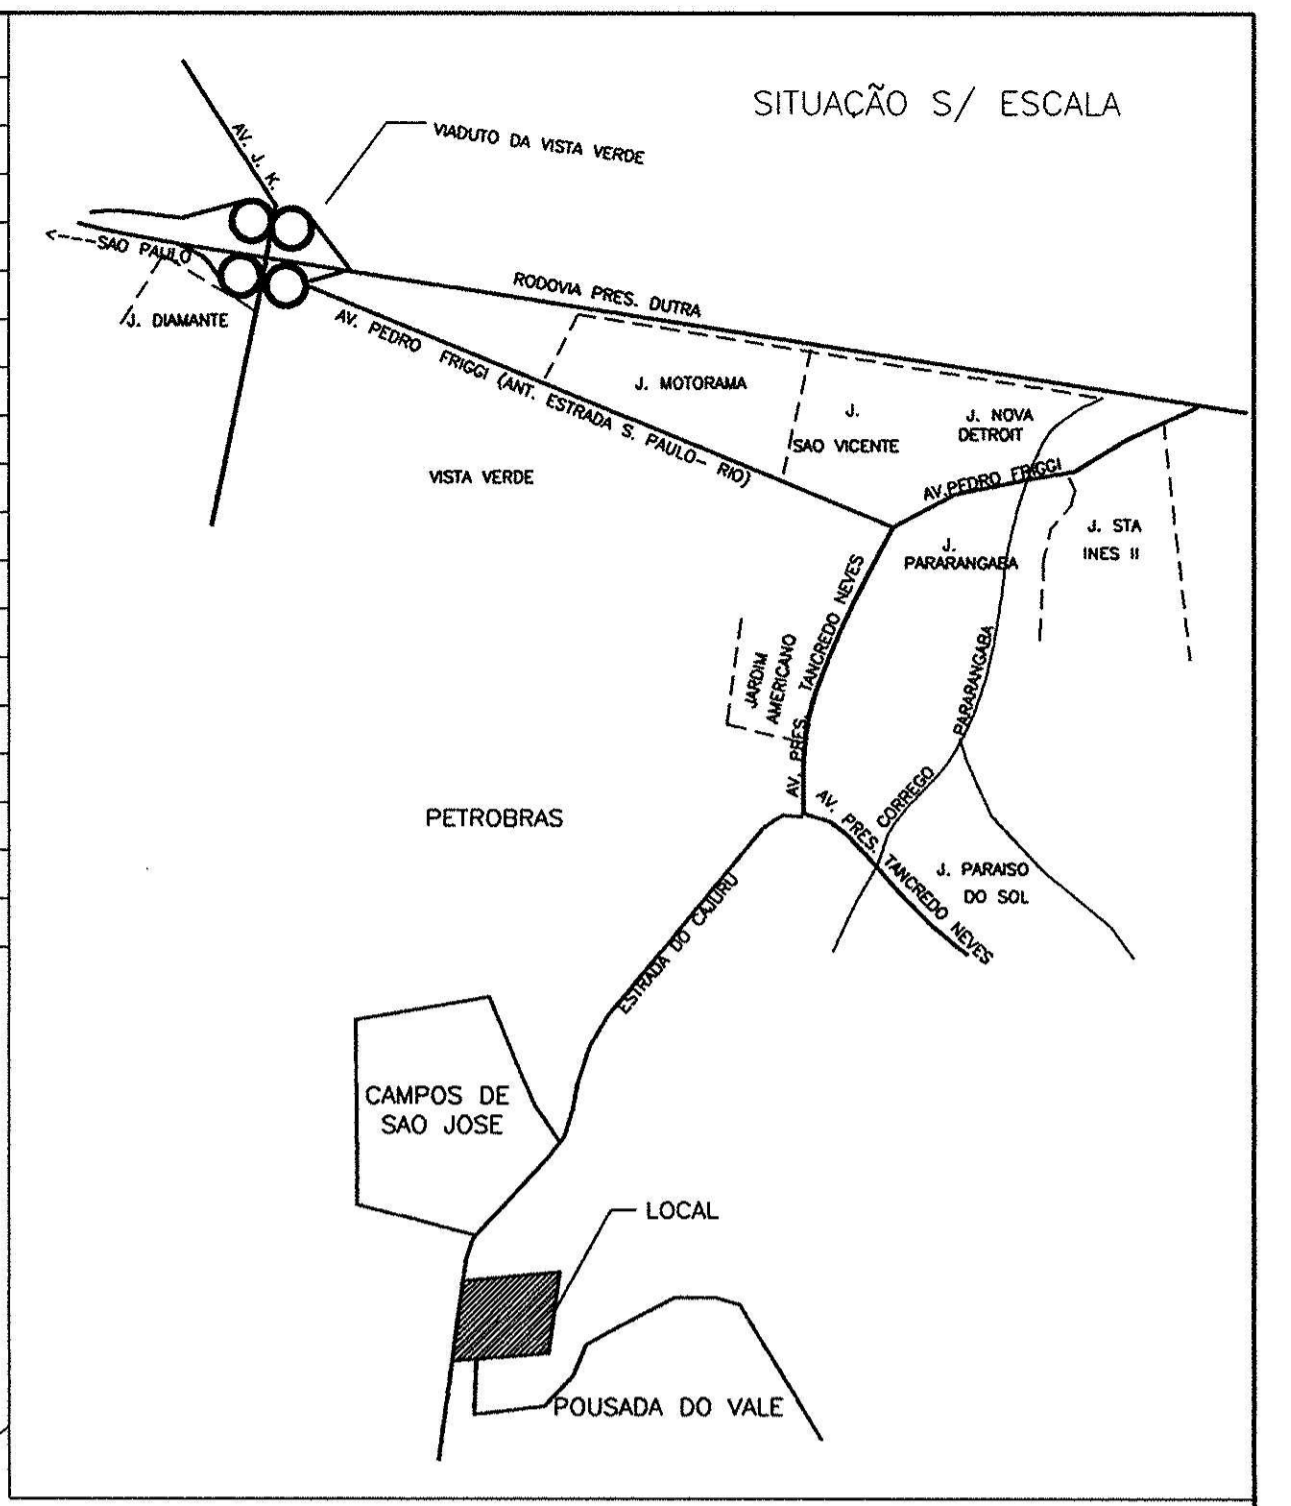 SITUAÇÃO S/ ESCALA
AV. J. K.
VIADUTO DA VISTA VERDE
SAO PAULO
J. DIAMANTE
RODOVIA PRES. DUTRA
AV. PEDRO FRIGGI (ANT. ESTRADA S. PAULO- RIO)
J. MOTORAMA
J.
SAO VICENTE
J. NOVA
DETROIT
VISTA VERDE
AV.PEDRO FRIGGI
J. STA
INES II
J.
PARARANGABA
AV. PRES. TANCREDO NEVES
JARDIM
AMERICANO
CORREGO PARARANGABA
PETROBRAS
AV. PRES. TANCREDO NEVES
J. PARAISO
DO SOL
ESTRADA DO CAJURU
CAMPOS DE
SAO JOSE
LOCAL
POUSADA DO VALE